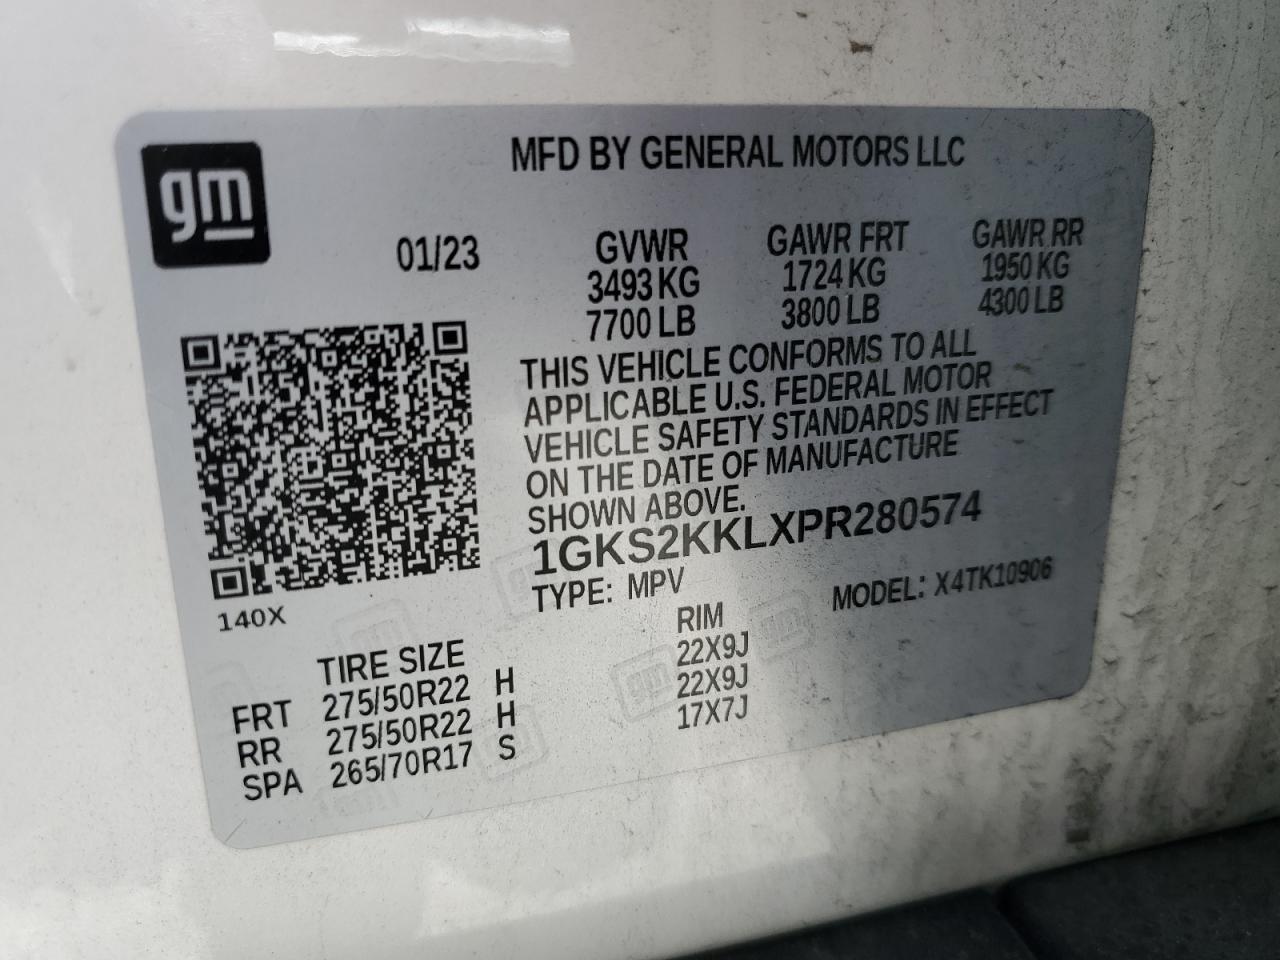 gm
MFD BY GENERAL MOTORS LLC
01/23
GVWR GAWR FRT GAWR RR
3493 KG 1724 KG 1950 KG
7700 LB 3800 LB 4300 LB
THIS VEHICLE CONFORMS TO ALL
APPLICABLE U.S. FEDERAL MOTOR
VEHICLE SAFETY STANDARDS IN EFFECT
ON THE DATE OF MANUFACTURE
SHOWN ABOVE.
1GKS2KKLXPR280574
TYPE: MPV MODEL: X4TK10906
140X
TIRE SIZE RIM
FRT 275/50R22 H 22X9J
RR 275/50R22 H 22X9J
SPA 265/70R17 S 17X7J